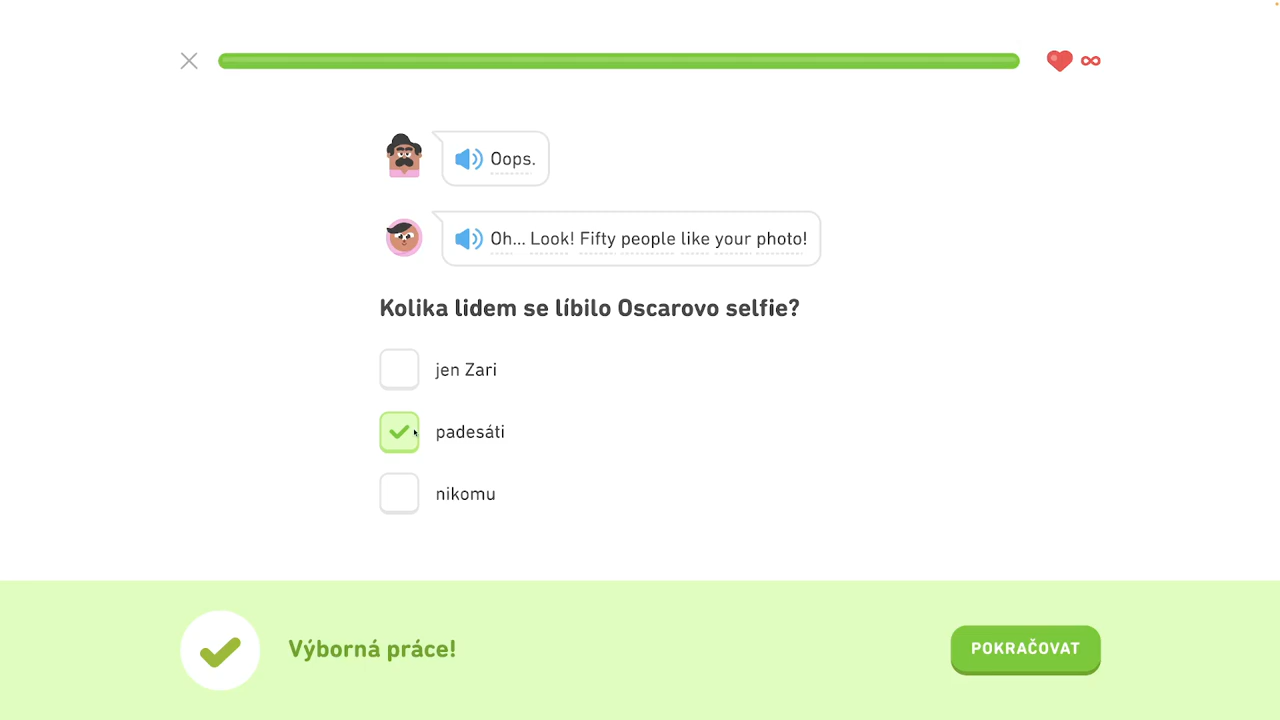 Oops.
Oh... Look! Fifty people like your photo!
Kolika lidem se líbilo Oscarovo selfie?
jen Zari
padesáti
nikomu
Výborná práce!
POKRAČOVAT